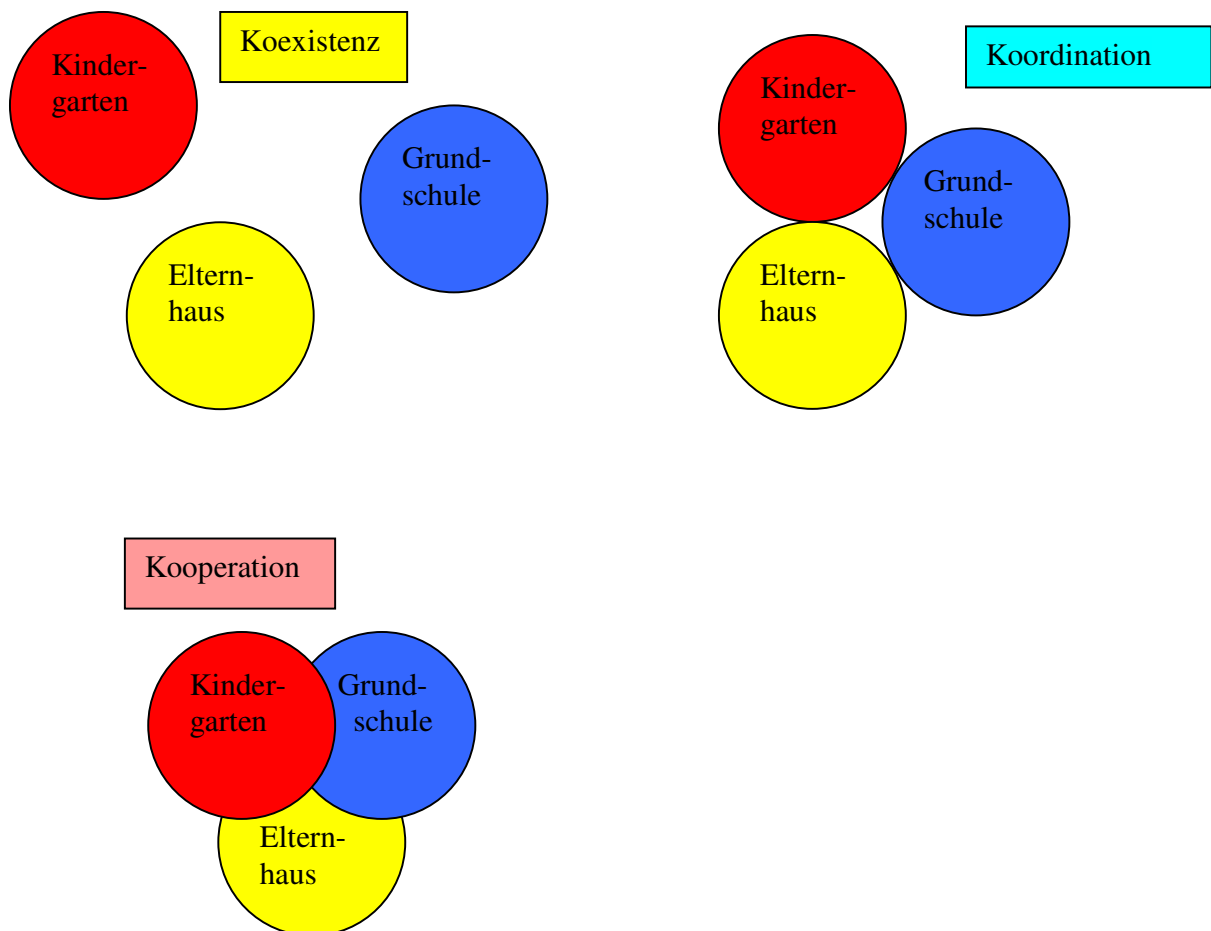 Koexistenz
Kinder-
garten
Grund-
schule
Eltern-
haus
Koordination
Kinder-
garten
Grund-
schule
Eltern-
haus
Kooperation
Kinder-
garten
Grund-
schule
Eltern-
haus